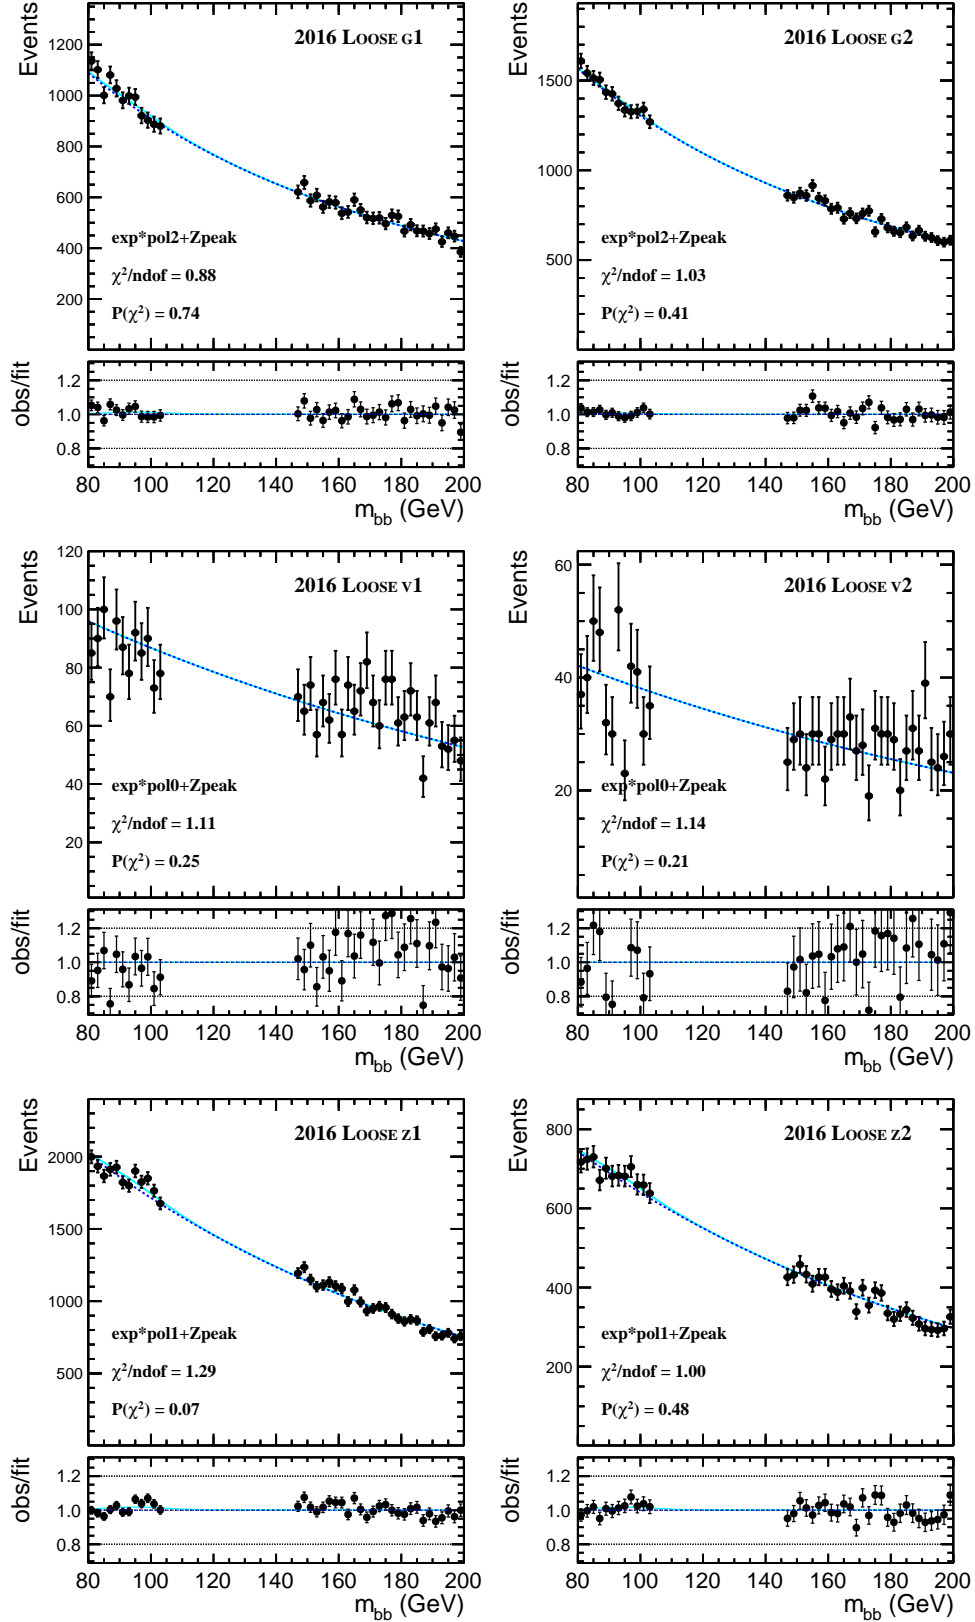 Events
2016 LOOSE G1
1200
1000
800
600
400
200
exp*pol2+Zpeak
χ²/ndof = 0.88
P(χ²) = 0.74
obs/fit
1.2
1.0
0.8
80 100 120 140 160 180 200
m_bb (GeV)
Events
2016 LOOSE G2
1500
1000
500
exp*pol2+Zpeak
χ²/ndof = 1.03
P(χ²) = 0.41
obs/fit
1.2
1.0
0.8
80 100 120 140 160 180 200
m_bb (GeV)
Events
2016 LOOSE V1
120
100
80
60
40
20
exp*pol0+Zpeak
χ²/ndof = 1.11
P(χ²) = 0.25
obs/fit
1.2
1.0
0.8
80 100 120 140 160 180 200
m_bb (GeV)
Events
2016 LOOSE V2
60
40
20
exp*pol0+Zpeak
χ²/ndof = 1.14
P(χ²) = 0.21
obs/fit
1.2
1.0
0.8
80 100 120 140 160 180 200
m_bb (GeV)
Events
2016 LOOSE Z1
2000
1500
1000
500
exp*pol1+Zpeak
χ²/ndof = 1.29
P(χ²) = 0.07
obs/fit
1.2
1.0
0.8
80 100 120 140 160 180 200
m_bb (GeV)
Events
2016 LOOSE Z2
800
600
400
200
exp*pol1+Zpeak
χ²/ndof = 1.00
P(χ²) = 0.48
obs/fit
1.2
1.0
0.8
80 100 120 140 160 180 200
m_bb (GeV)